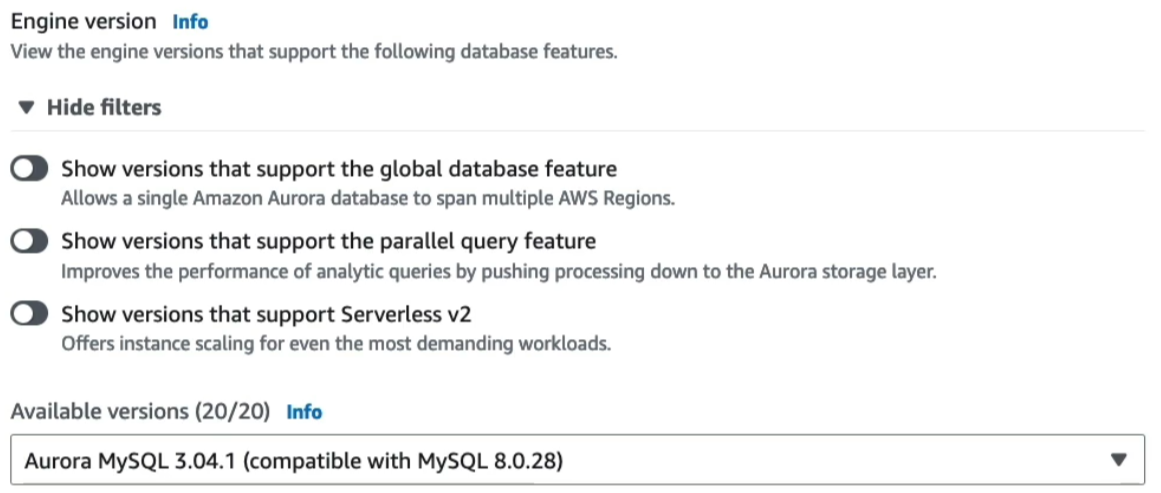 Engine version Info
View the engine versions that support the following database features.
Hide filters
Show versions that support the global database feature
Allows a single Amazon Aurora database to span multiple AWS Regions.
Show versions that support the parallel query feature
Improves the performance of analytic queries by pushing processing down to the Aurora storage layer.
Show versions that support Serverless v2
Offers instance scaling for even the most demanding workloads.
Available versions (20/20) Info
Aurora MySQL 3.04.1 (compatible with MySQL 8.0.28)